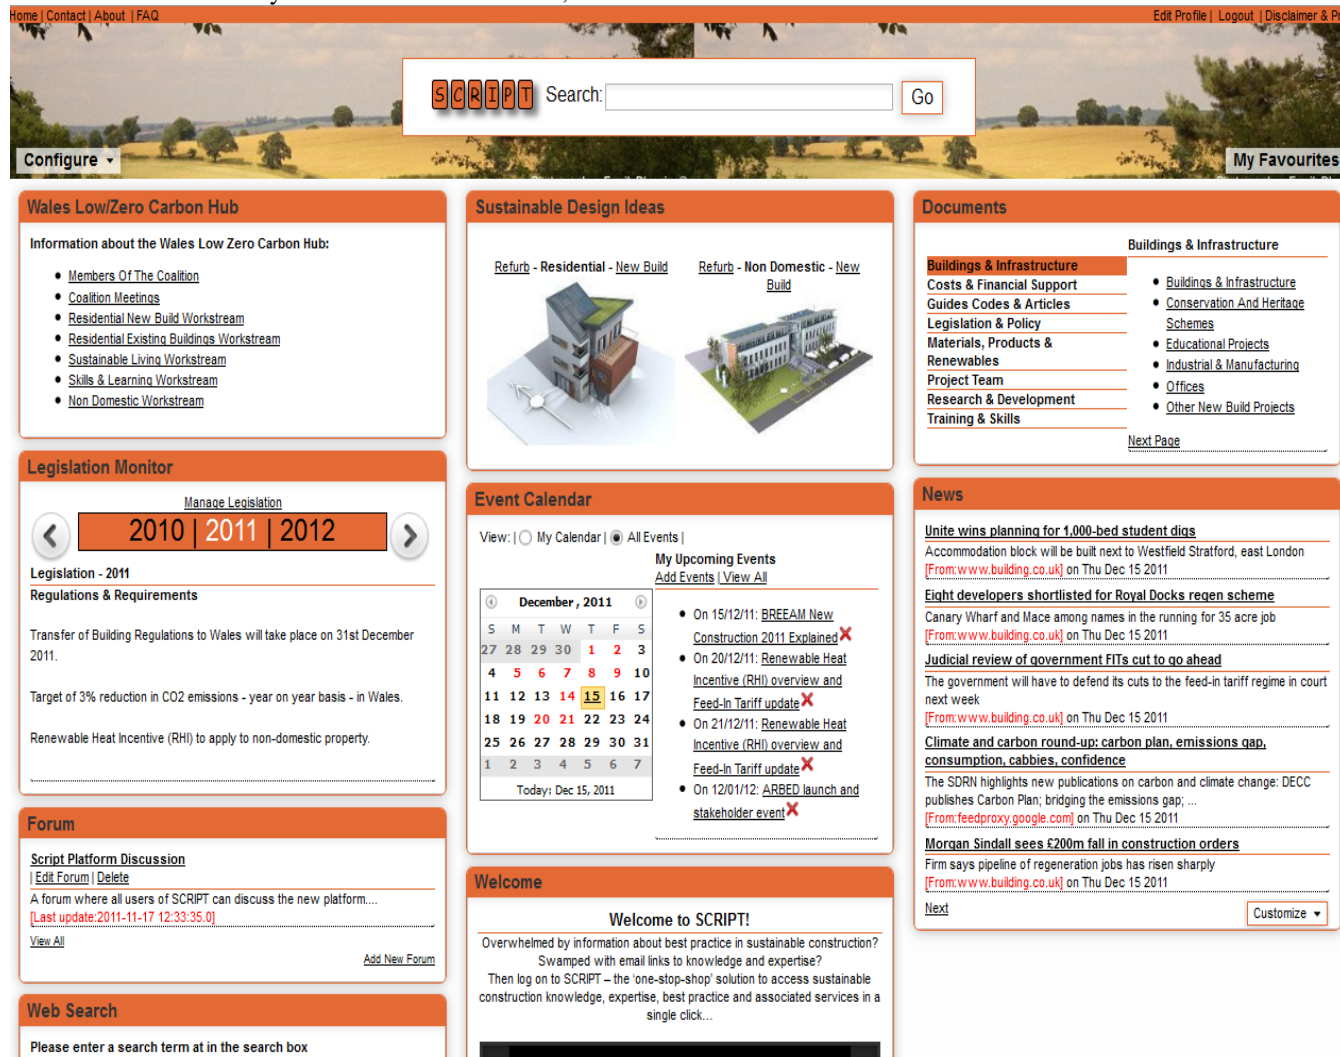 Home | Contact | About | FAQ
Edit Profile | Logout | Disclaimer &
SCRIPT Search: Go
Configure
My Favourites
Wales Low/Zero Carbon Hub
Information about the Wales Low Zero Carbon Hub:
Members Of The Coalition
Coalition Meetings
Residential New Build Workstream
Residential Existing Buildings Workstream
Sustainable Living Workstream
Skills & Learning Workstream
Non Domestic Workstream
Legislation Monitor
Manage Legislation
2010 | 2011 | 2012
Legislation - 2011
Regulations & Requirements
Transfer of Building Regulations to Wales will take place on 31st December
2011.
Target of 3% reduction in CO2 emissions - year on year basis - in Wales.
Renewable Heat Incentive (RHI) to apply to non-domestic property.
Forum
Script Platform Discussion
| Edit Forum | Delete
A forum where all users of SCRIPT can discuss the new platform....
[Last update:2011-11-17 12:33:35.0]
View All
Add New Forum
Web Search
Please enter a search term at in the search box
Sustainable Design Ideas
Refurb - Residential - New Build
Refurb - Non Domestic - New
Build
Event Calendar
View: | My Calendar | All Events |
My Upcoming Events
Add Events | View All
December , 2011
S M T W T F S
27 28 29 30 1 2 3
4 5 6 7 8 9 10
11 12 13 14 15 16 17
18 19 20 21 22 23 24
25 26 27 28 29 30 31
1 2 3 4 5 6 7
Today: Dec 15, 2011
On 15/12/11: BREEAM New
Construction 2011 Explained
On 20/12/11: Renewable Heat
Incentive (RHI) overview and
Feed-In Tariff update
On 21/12/11: Renewable Heat
Incentive (RHI) overview and
Feed-In Tariff update
On 12/01/12: ARBED launch and
stakeholder event
Welcome
Welcome to SCRIPT!
Overwhelmed by information about best practice in sustainable construction?
Swamped with email links to knowledge and expertise?
Then log on to SCRIPT – the ‘one-stop-shop’ solution to access sustainable
construction knowledge, expertise, best practice and associated services in a
single click...
Documents
Buildings & Infrastructure
Costs & Financial Support
Guides Codes & Articles
Legislation & Policy
Materials, Products &
Renewables
Project Team
Research & Development
Training & Skills
Buildings & Infrastructure
Buildings & Infrastructure
Conservation And Heritage
Schemes
Educational Projects
Industrial & Manufacturing
Offices
Other New Build Projects
Next Page
News
Unite wins planning for 1,000-bed student digs
Accommodation block will be built next to Westfield Stratford, east London
[From:www.building.co.uk] on Thu Dec 15 2011
Eight developers shortlisted for Royal Docks regen scheme
Canary Wharf and Mace among names in the running for 35 acre job
[From:www.building.co.uk] on Thu Dec 15 2011
Judicial review of government FITs cut to go ahead
The government will have to defend its cuts to the feed-in tariff regime in court
next week
[From:www.building.co.uk] on Thu Dec 15 2011
Climate and carbon round-up: carbon plan, emissions gap,
consumption, cabbies, confidence
The SDRN highlights new publications on carbon and climate change: DECC
publishes Carbon Plan; bridging the emissions gap; ...
[From:feedproxy.google.com] on Thu Dec 15 2011
Morgan Sindall sees £200m fall in construction orders
Firm says pipeline of regeneration jobs has risen sharply
[From:www.building.co.uk] on Thu Dec 15 2011
Next
Customize